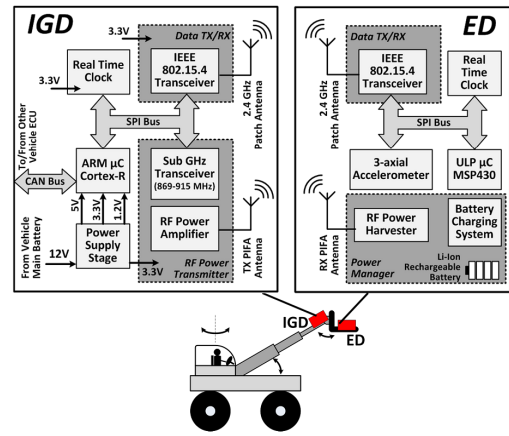 IGD
3.3V
Data TX/RX
Real Time
Clock
IEEE
802.15.4
Transceiver
2.4 GHz
Patch Antenna
3.3V
To/From Other
Vehicle ECU
SPI Bus
CAN Bus
ARM µC
Cortex-R
Sub GHz
Transceiver
(869-915 MHz)
5V
3.3V
1.2V
From Vehicle
Main Battery
12V
Power
Supply
Stage
3.3V
RF Power
Amplifier
RF Power
Transmitter
TX PIFA
Antenna
ED
Data TX/RX
IEEE
802.15.4
Transceiver
2.4 GHz
Patch Antenna
Real
Time
Clock
SPI Bus
3-axial
Accelerometer
ULP µC
MSP430
RX PIFA
Antenna
RF Power
Harvester
Battery
Charging
System
Power
Manager
Li-Ion
Rechargeable
Battery
IGD
ED